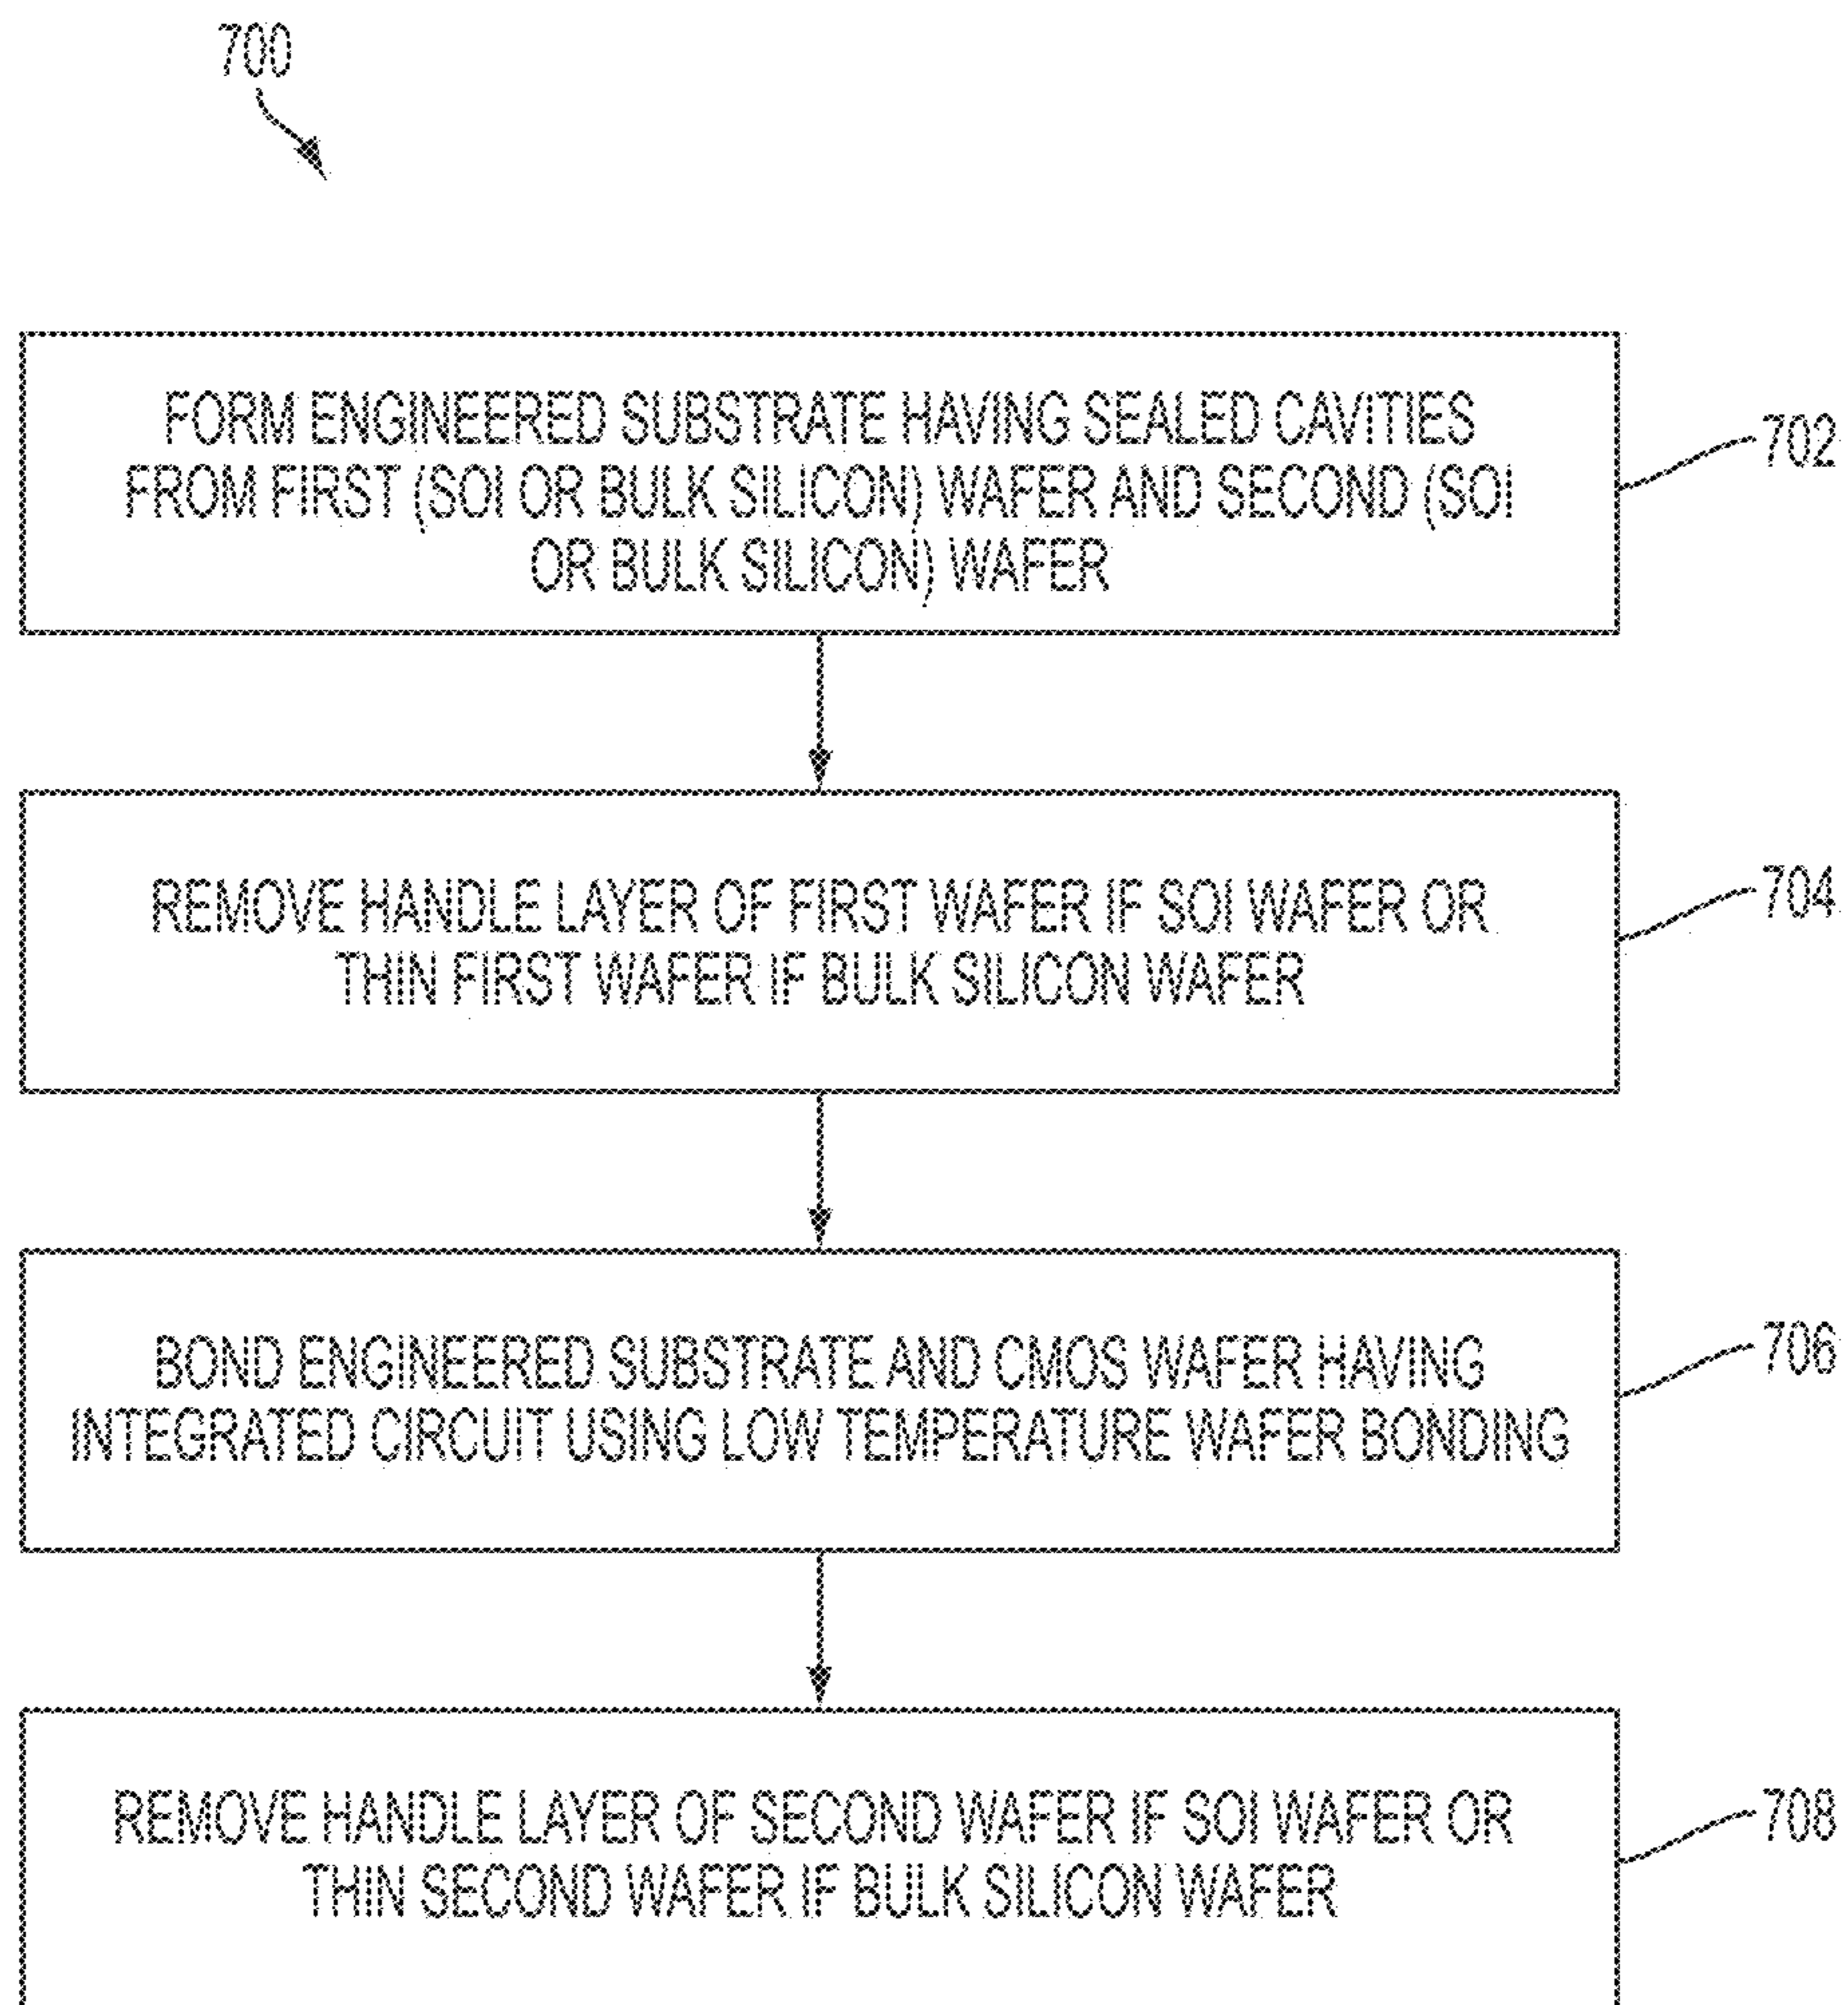 700
FORM ENGINEERED SUBSTRATE HAVING SEALED CAVITIES
FROM FIRST (SOI OR BULK SILICON) WAFER AND SECOND (SOI
OR BULK SILICON) WAFER
702
REMOVE HANDLE LAYER OF FIRST WAFER IF SOI WAFER OR
THIN FIRST WAFER IF BULK SILICON WAFER
704
BOND ENGINEERED SUBSTRATE AND CMOS WAFER HAVING
INTEGRATED CIRCUIT USING LOW TEMPERATURE WAFER BONDING
706
REMOVE HANDLE LAYER OF SECOND WAFER IF SOI WAFER OR
THIN SECOND WAFER IF BULK SILICON WAFER
708